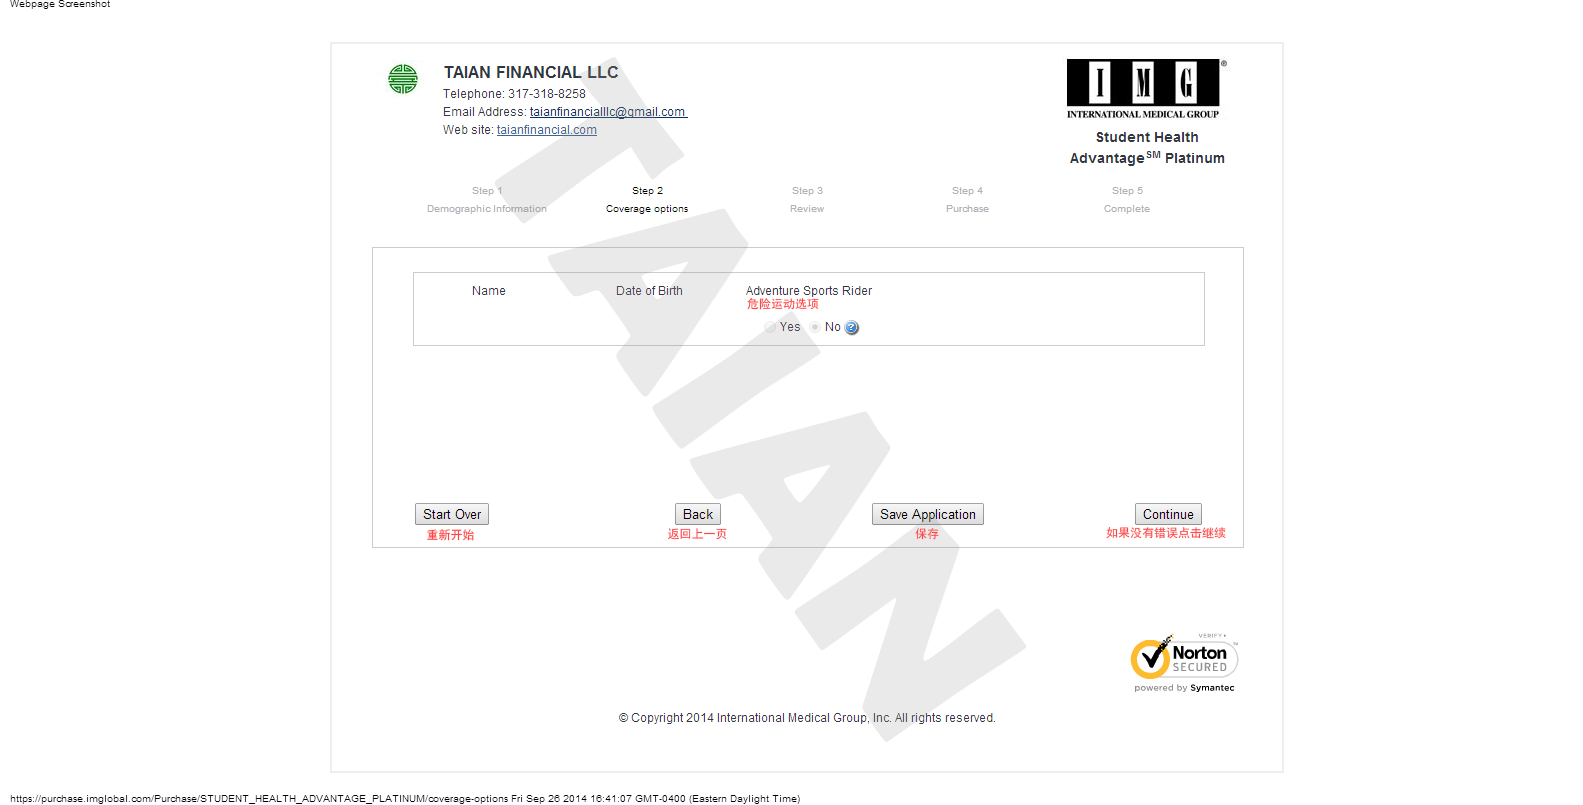 Webpage Screenshot
TAIAN FINANCIAL LLC
Telephone: 317-318-8258
Email Address: taianfinancialllc@gmail.com
Web site: taianfinancial.com
IMG®
INTERNATIONAL MEDICAL GROUP
Student Health
Advantage℠ Platinum
Step 1
Demographic Information
Step 2
Coverage options
Step 3
Review
Step 4
Purchase
Step 5
Complete
Name
Date of Birth
Adventure Sports Rider
危险运动选项
Yes
No
?
Start Over
重新开始
Back
返回上一页
Save Application
保存
Continue
如果没有错误点击继续
TAIAN
VERIFY
Norton™
SECURED
powered by Symantec
© Copyright 2014 International Medical Group, Inc. All rights reserved.
https://purchase.imglobal.com/Purchase/STUDENT_HEALTH_ADVANTAGE_PLATINUM/coverage-options Fri Sep 26 2014 16:41:07 GMT-0400 (Eastern Daylight Time)